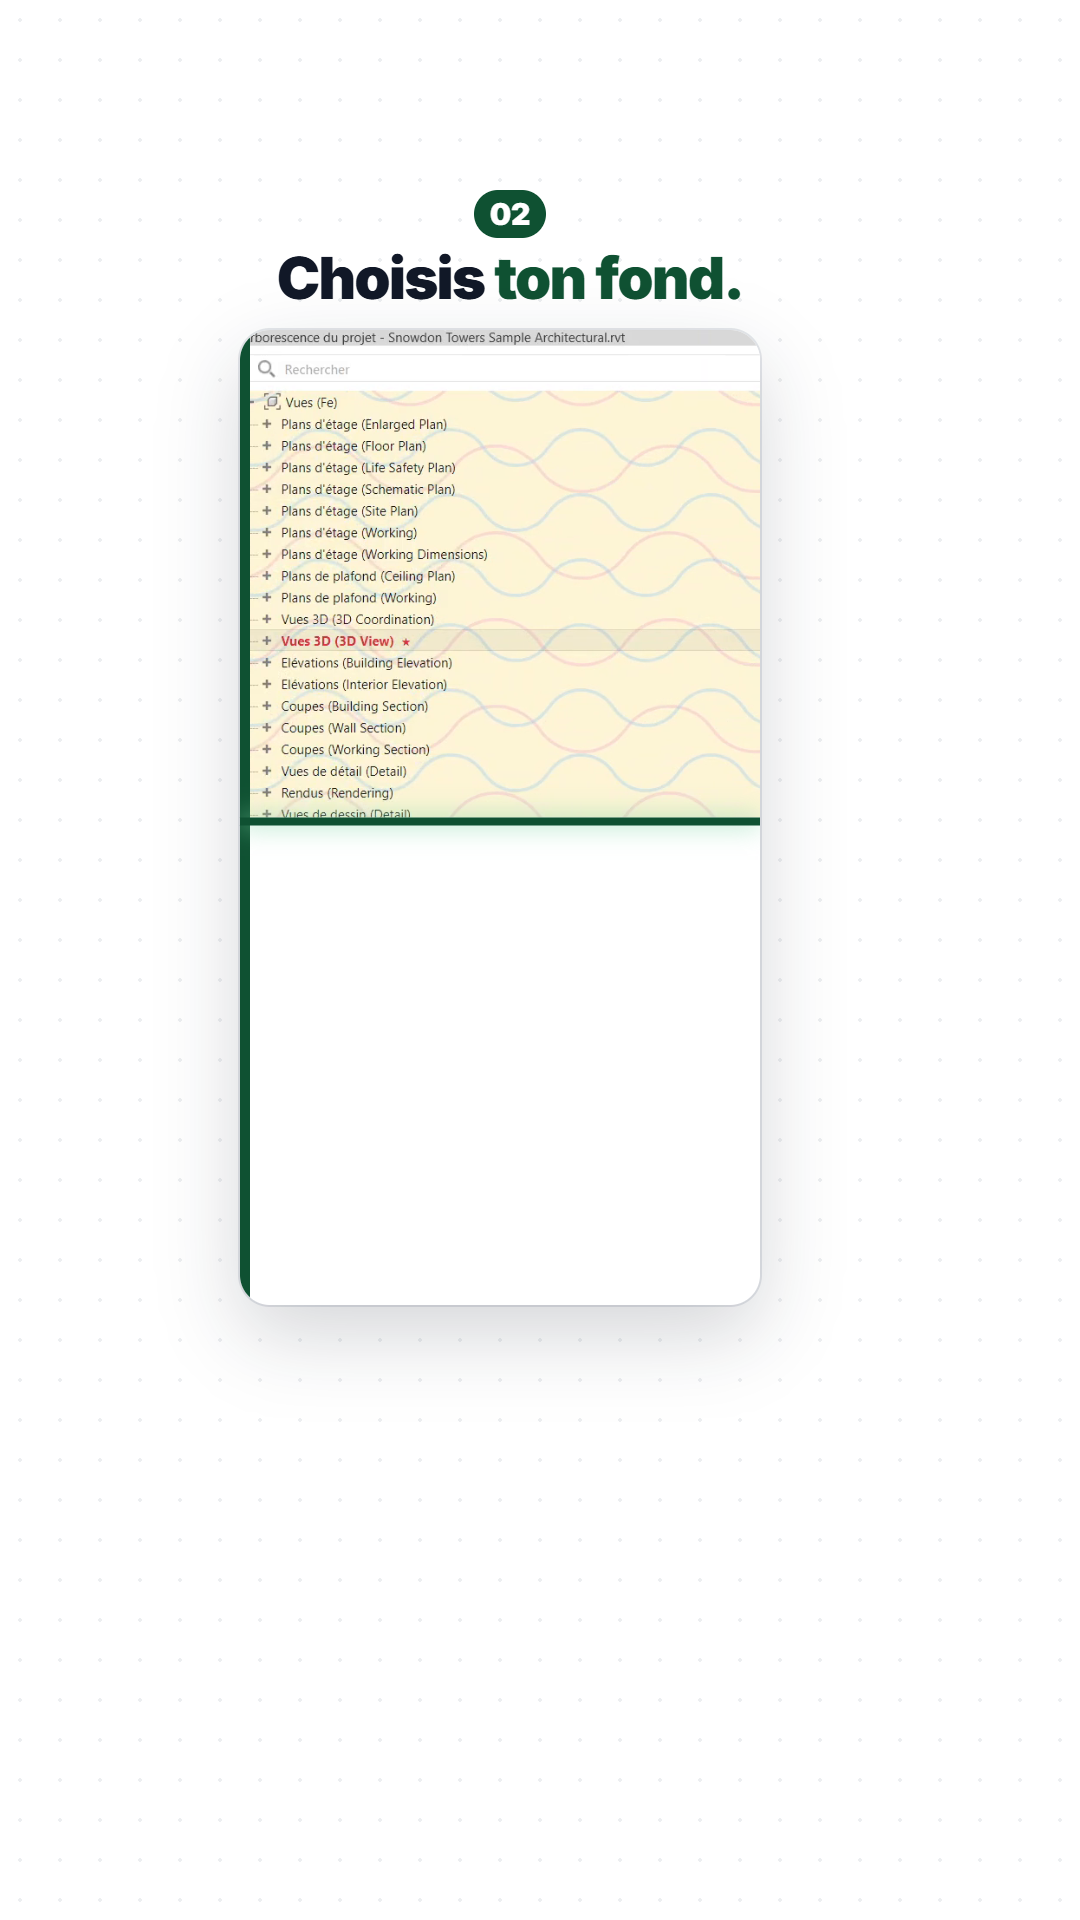 02
Choisis ton fond.
rborescence du projet - Snowdon Towers Sample Architectural.rvt
Rechercher
Vues (Fe)
Plans d'étage (Enlarged Plan)
Plans d'étage (Floor Plan)
Plans d'étage (Life Safety Plan)
Plans d'étage (Schematic Plan)
Plans d'étage (Site Plan)
Plans d'étage (Working)
Plans d'étage (Working Dimensions)
Plans de plafond (Ceiling Plan)
Plans de plafond (Working)
Vues 3D (3D Coordination)
Vues 3D (3D View) ★
Elévations (Building Elevation)
Elévations (Interior Elevation)
Coupes (Building Section)
Coupes (Wall Section)
Coupes (Working Section)
Vues de détail (Detail)
Rendus (Rendering)
Vues de dessin (Detail)